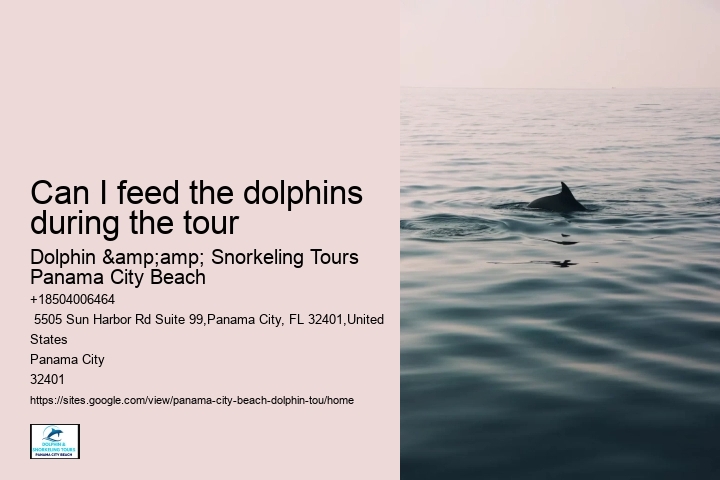 Can I feed the dolphins
during the tour
Dolphin &amp;amp; Snorkeling Tours
Panama City Beach
+18504006464
5505 Sun Harbor Rd Suite 99,Panama City, FL 32401,United
States
Panama City
32401
https://sites.google.com/view/panama-city-beach-dolphin-tou/home
DOLPHIN &
SNORKELING TOURS
PANAMA CITY BEACH